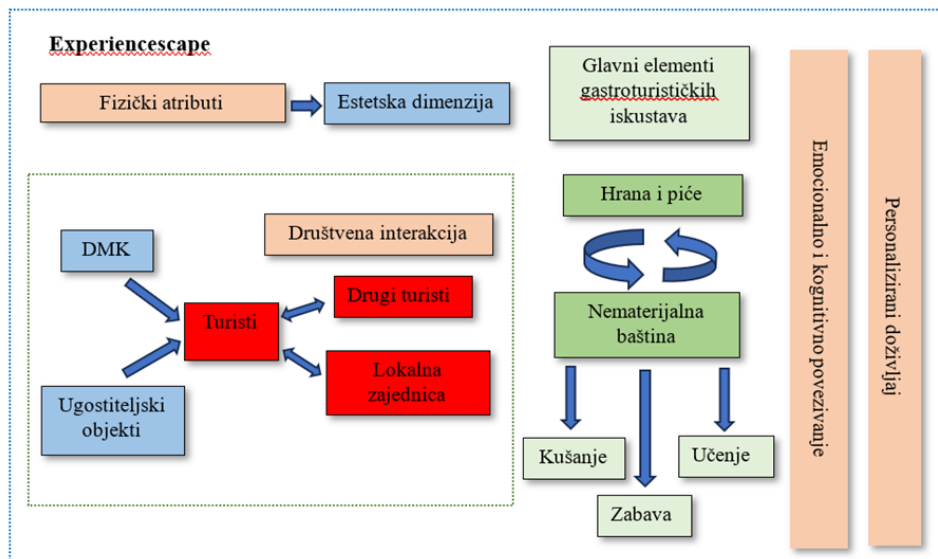 Experiencescape
Fizički atributi
Estetska dimenzija
Glavni elementi
gastroturističkih
iskustava
Hrana i piće
Društvena interakcija
DMK
Drugi turisti
Turisti
Nematerijalna
baština
Lokalna
zajednica
Ugostiteljski
objekti
Kušanje
Učenje
Zabava
Emocionalno i kognitivno povezivanje
Personalizirani doživljaj